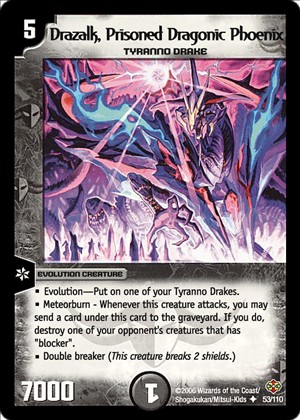 5
Drazalk, Prisoned Dragonic Phoenix
TYRANNO DRAKE
EVOLUTION CREATURE
▪ Evolution—Put on one of your Tyranno Drakes.
▪ Meteorburn - Whenever this creature attacks, you may
send a card under this card to the graveyard. If you do,
destroy one of your opponent's creatures that has
"blocker".
▪ Double breaker (This creature breaks 2 shields.)
7000
1
©2006 Wizards of the Coast/
Shogakukan/Mitsui-Kids 53/110